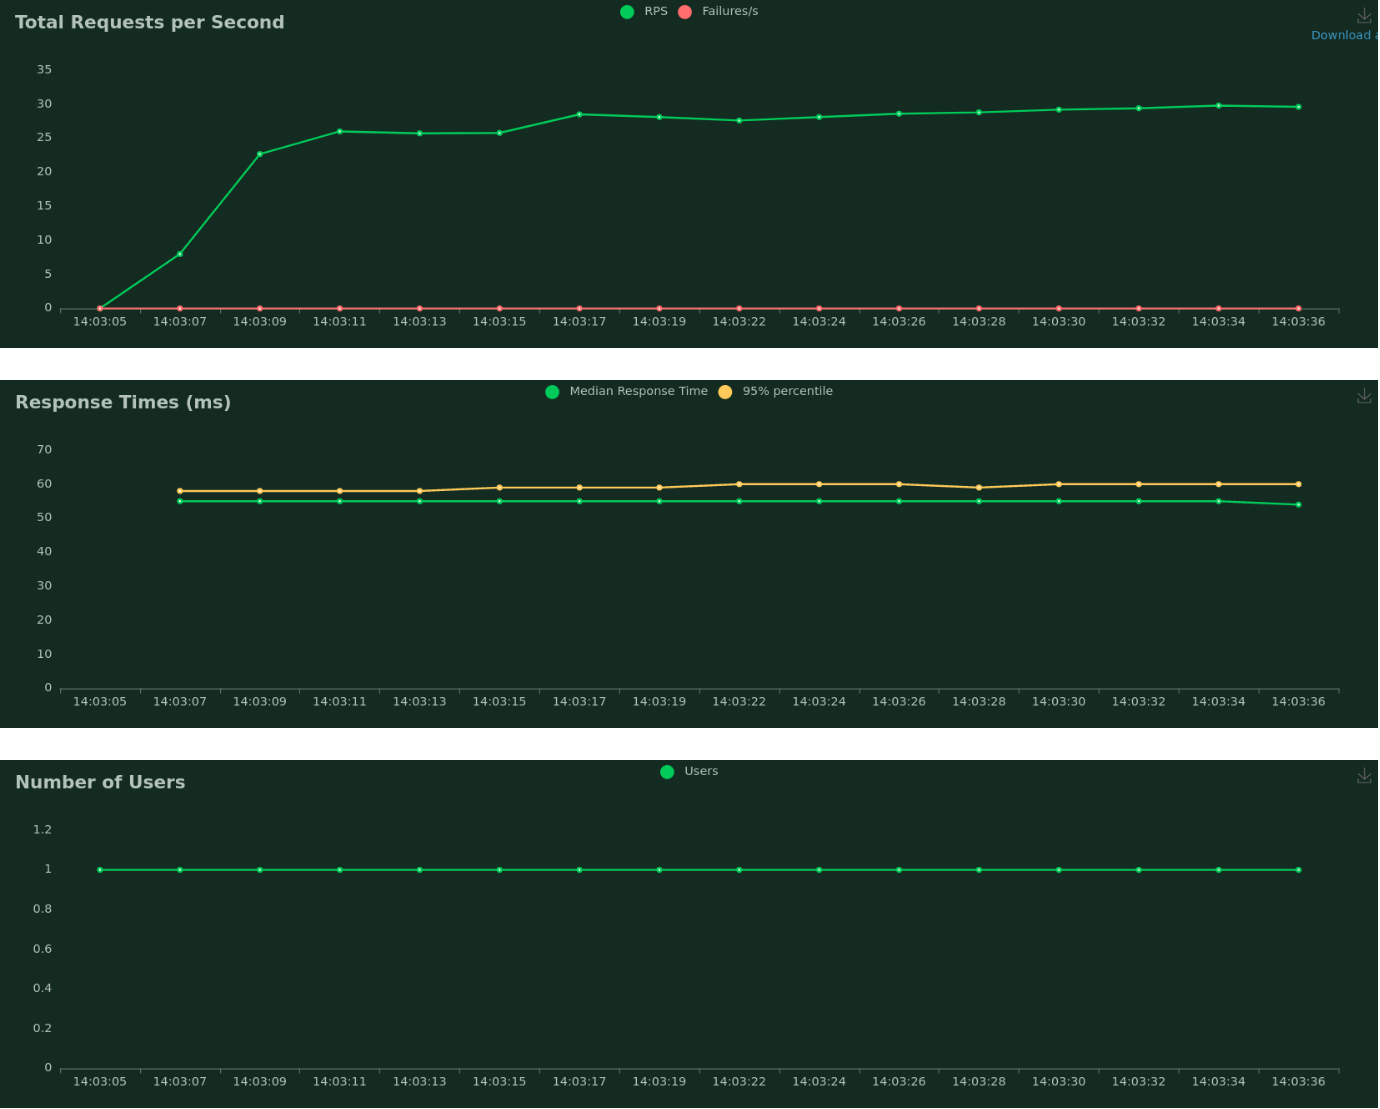 Total Requests per Second
RPS Failures/s
Download a
35
30
25
20
15
10
5
0
14:03:05 14:03:07 14:03:09 14:03:11 14:03:13 14:03:15 14:03:17 14:03:19 14:03:22 14:03:24 14:03:26 14:03:28 14:03:30 14:03:32 14:03:34 14:03:36
Response Times (ms)
Median Response Time 95% percentile
70
60
50
40
30
20
10
0
14:03:05 14:03:07 14:03:09 14:03:11 14:03:13 14:03:15 14:03:17 14:03:19 14:03:22 14:03:24 14:03:26 14:03:28 14:03:30 14:03:32 14:03:34 14:03:36
Number of Users
Users
1.2
1
0.8
0.6
0.4
0.2
0
14:03:05 14:03:07 14:03:09 14:03:11 14:03:13 14:03:15 14:03:17 14:03:19 14:03:22 14:03:24 14:03:26 14:03:28 14:03:30 14:03:32 14:03:34 14:03:36